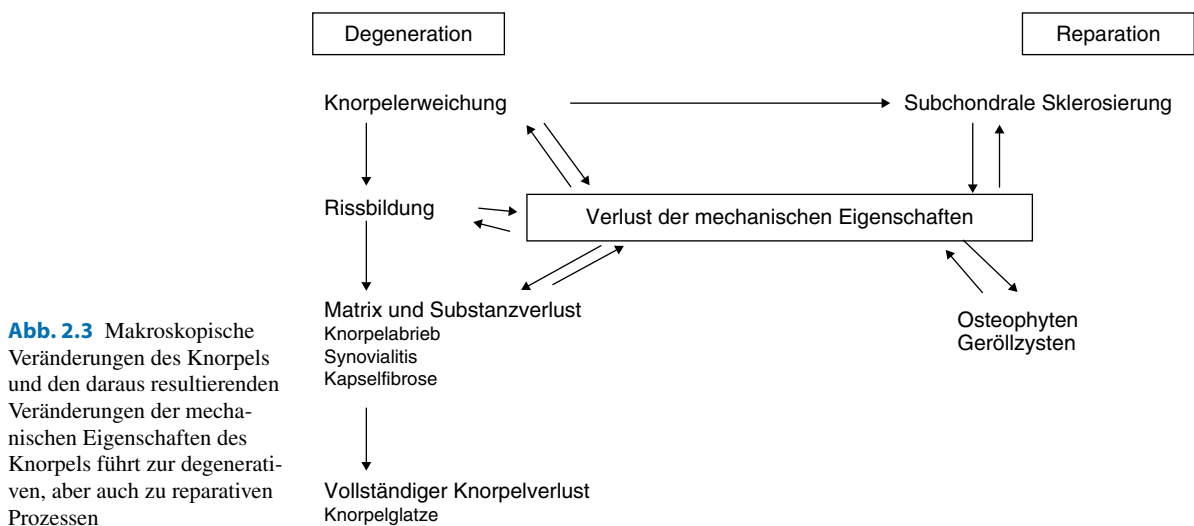 Degeneration
Reparation
Knorpelerweichung
Subchondrale Sklerosierung
Rissbildung
Verlust der mechanischen Eigenschaften
Matrix und Substanzverlust
Knorpelabrieb
Synovialitis
Kapselfibrose
Osteophyten
Geröllzysten
Vollständiger Knorpelverlust
Knorpelglatze
Abb. 2.3 Makroskopische
Veränderungen des Knorpels
und den daraus resultierenden
Veränderungen der mecha-
nischen Eigenschaften des
Knorpels führt zur degenerati-
ven, aber auch zu reparativen
Prozessen